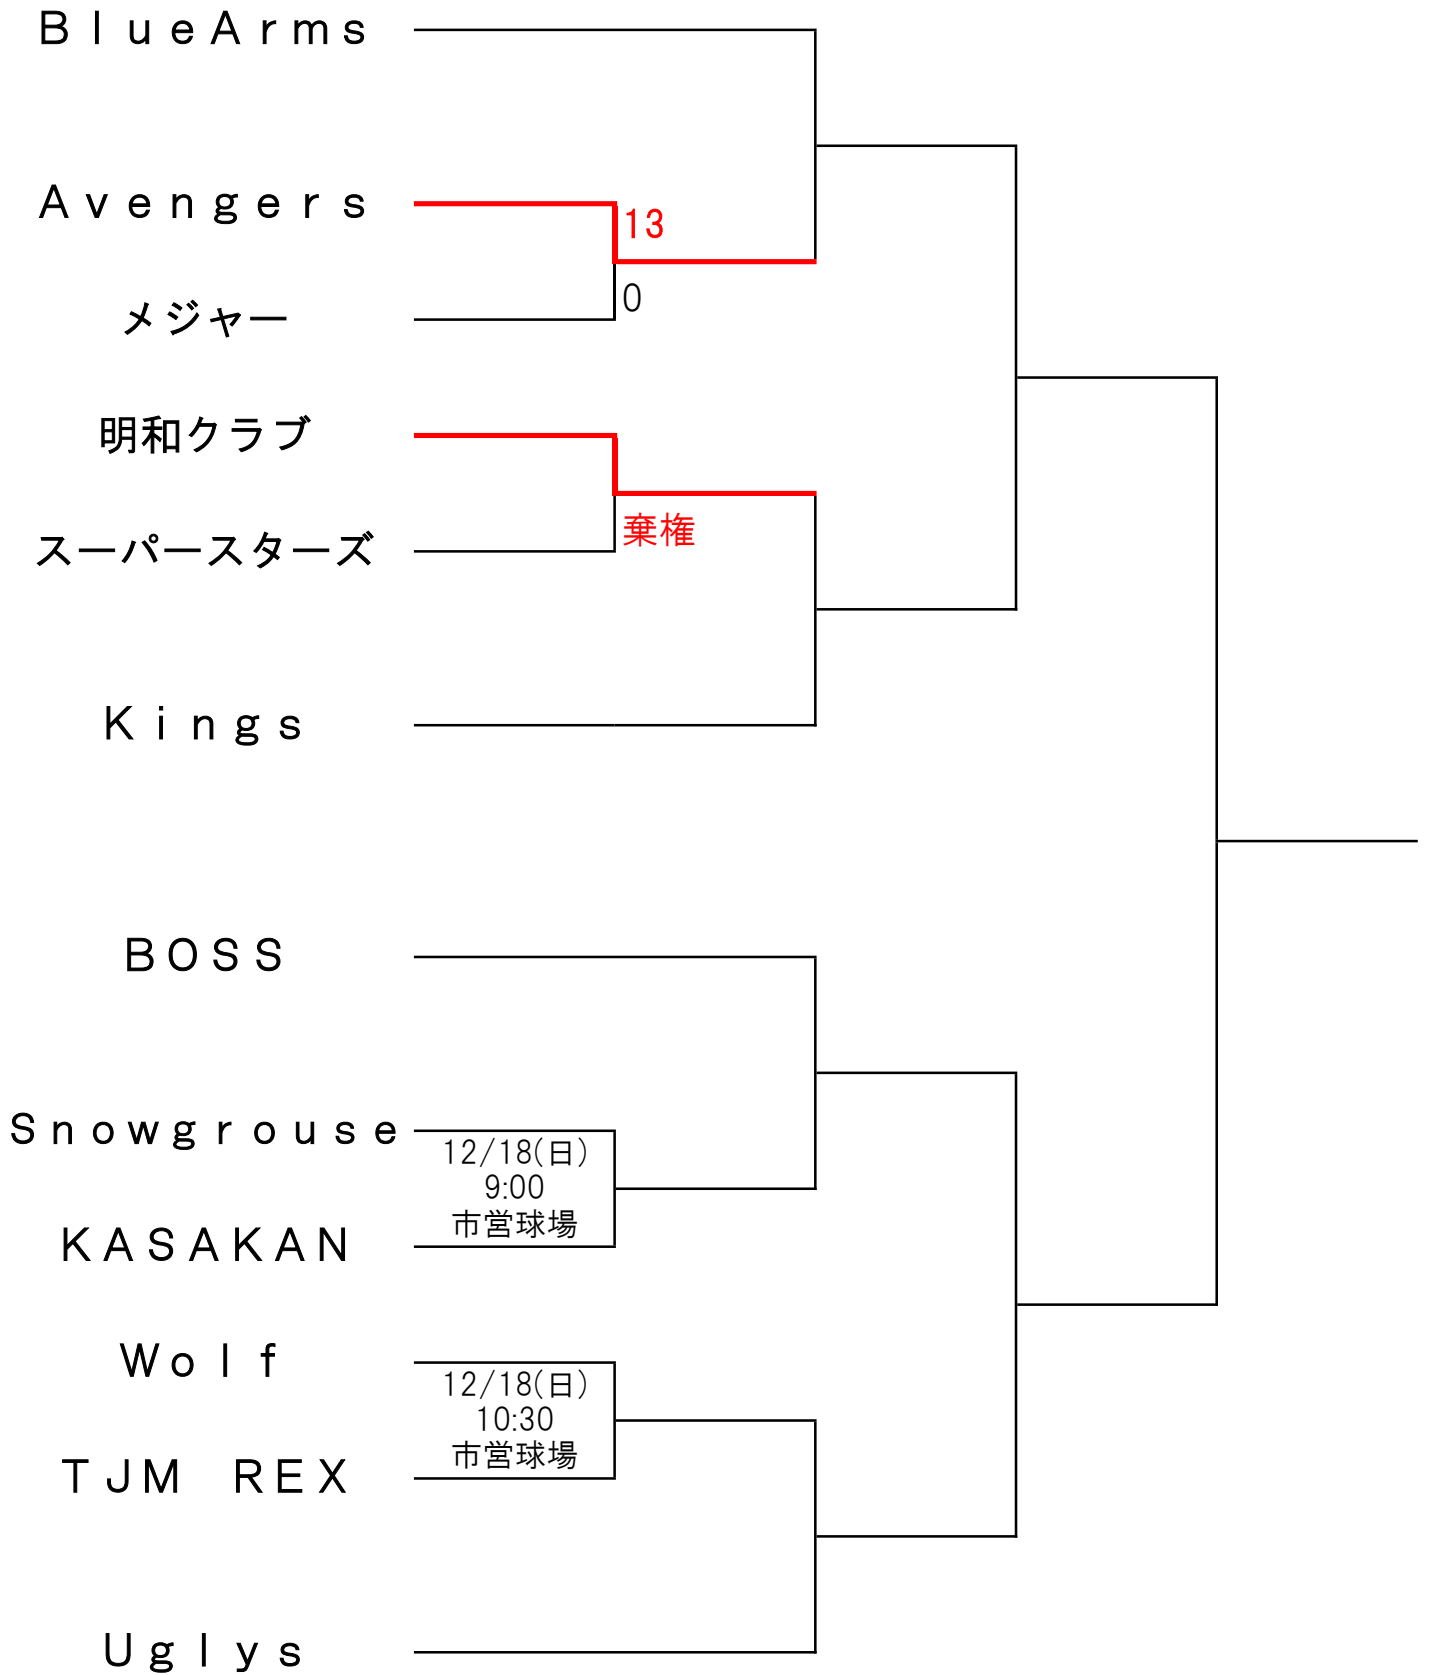 ＢｌｕｅＡｒｍｓ
Ａｖｅｎｇｅｒｓ
13
0
メジャー
明和クラブ
棄権
スーパースターズ
Ｋｉｎｇｓ
ＢＯＳＳ
Ｓｎｏｗｇｒｏｕｓｅ
12/18(日)
9:00
市営球場
ＫＡＳＡＫＡＮ
Ｗｏｌｆ
12/18(日)
10:30
市営球場
ＴＪＭ　ＲＥＸ
Ｕｇｌｙｓ